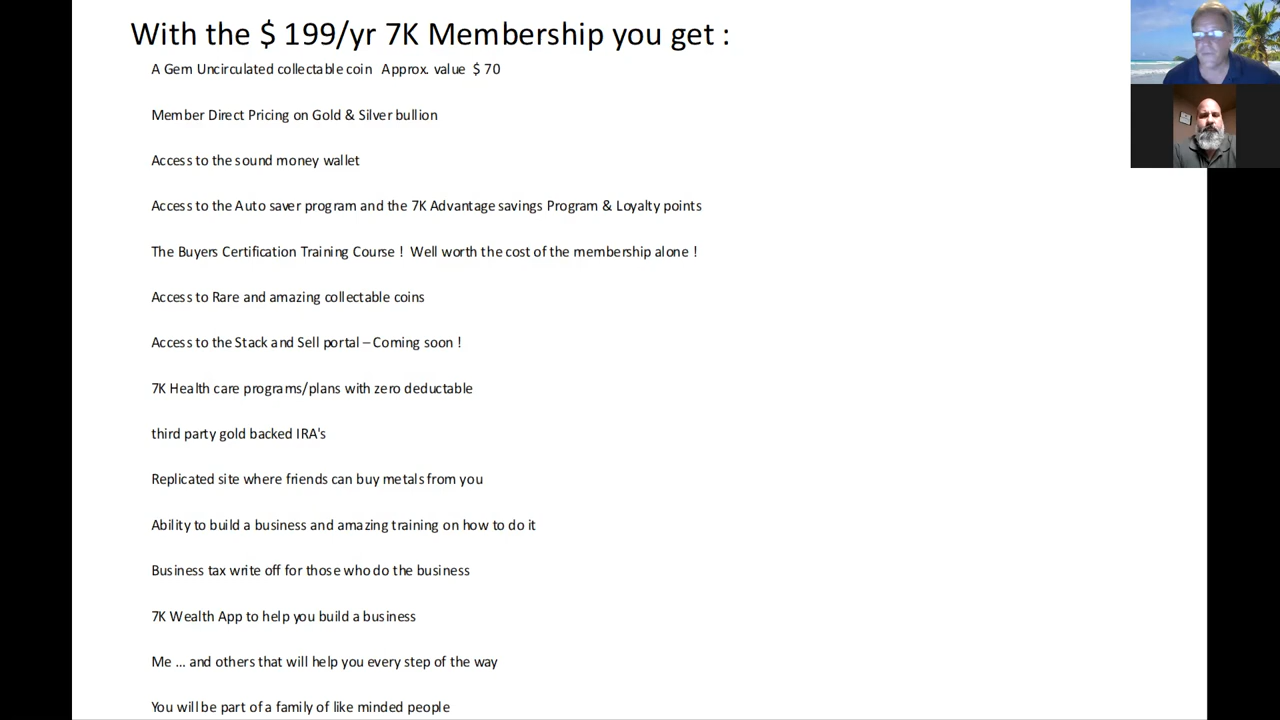 With the $ 199/yr 7K Membership you get :
A Gem Uncirculated collectable coin Approx. value $ 70
Member Direct Pricing on Gold & Silver bullion
Access to the sound money wallet
Access to the Auto saver program and the 7K Advantage savings Program & Loyalty points
The Buyers Certification Training Course ! Well worth the cost of the membership alone !
Access to Rare and amazing collectable coins
Access to the Stack and Sell portal – Coming soon !
7K Health care programs/plans with zero deductable
third party gold backed IRA's
Replicated site where friends can buy metals from you
Ability to build a business and amazing training on how to do it
Business tax write off for those who do the business
7K Wealth App to help you build a business
Me ... and others that will help you every step of the way
You will be part of a family of like minded people